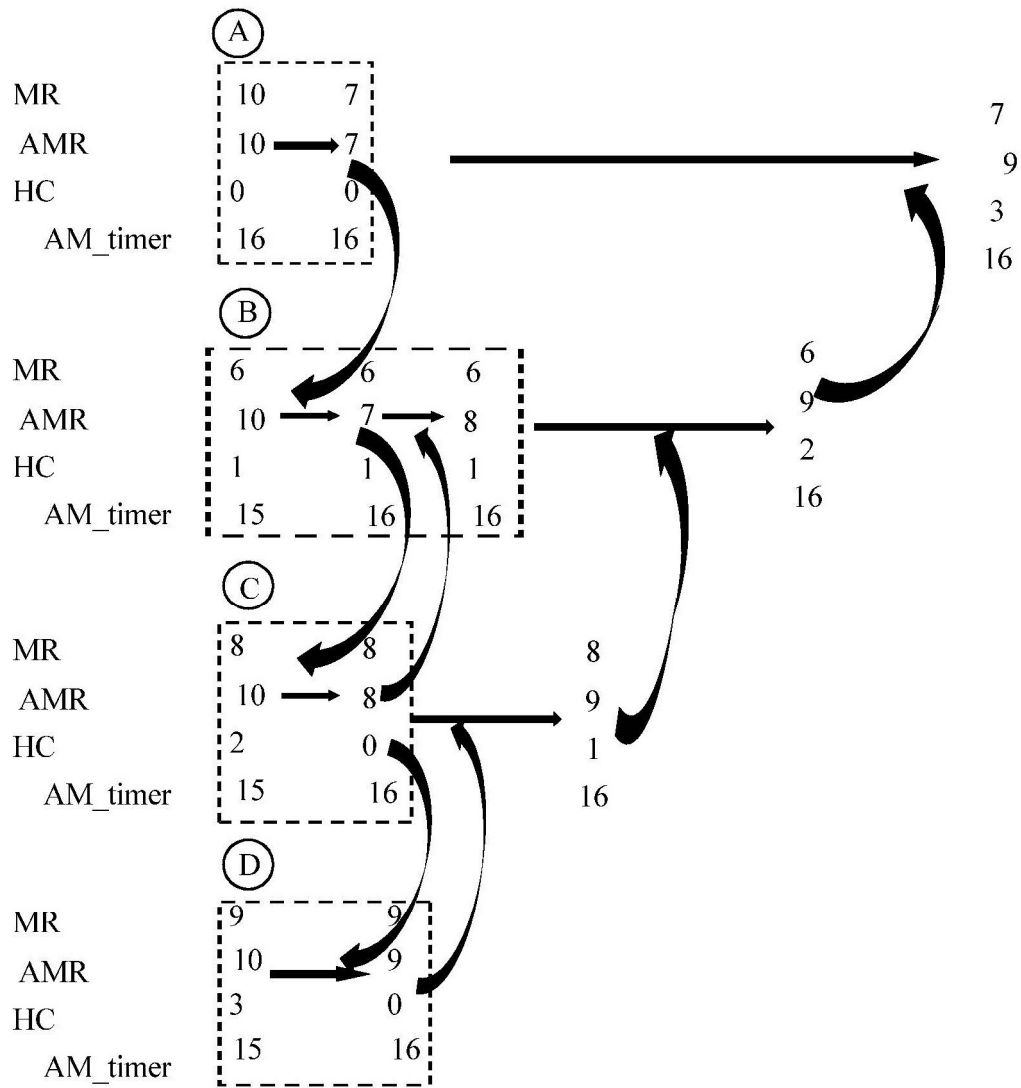 A
MR 10 7
7
AMR 10 7
9
HC 0 0
3
AM_timer 16 16
16
B
6
MR 6 6 6
9
AMR 10 7 8
2
HC 1 1 1
16
AM_timer 15 16 16
C
MR 8 8 8
AMR 10 8 9
HC 2 0 1
AM_timer 15 16 16
D
MR 9 9
AMR 10 9
HC 3 0
AM_timer 15 16